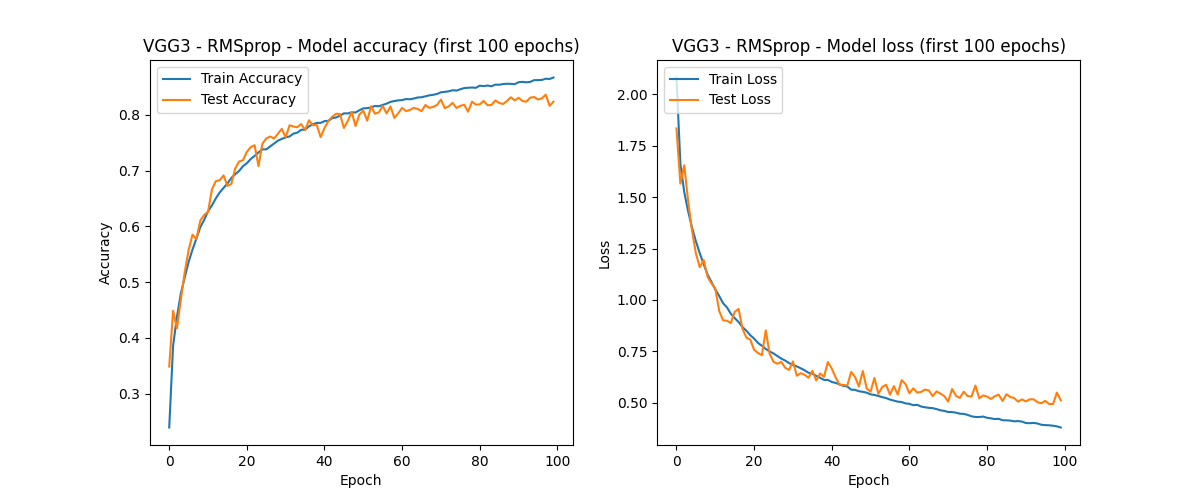 VGG3 - RMSprop - Model accuracy (first 100 epochs)
Train Accuracy
Test Accuracy
0.8
0.7
0.6
0.5
0.4
0.3
Accuracy
0 20 40 60 80 100
Epoch
VGG3 - RMSprop - Model loss (first 100 epochs)
Train Loss
Test Loss
2.00
1.75
1.50
1.25
1.00
0.75
0.50
Loss
0 20 40 60 80 100
Epoch